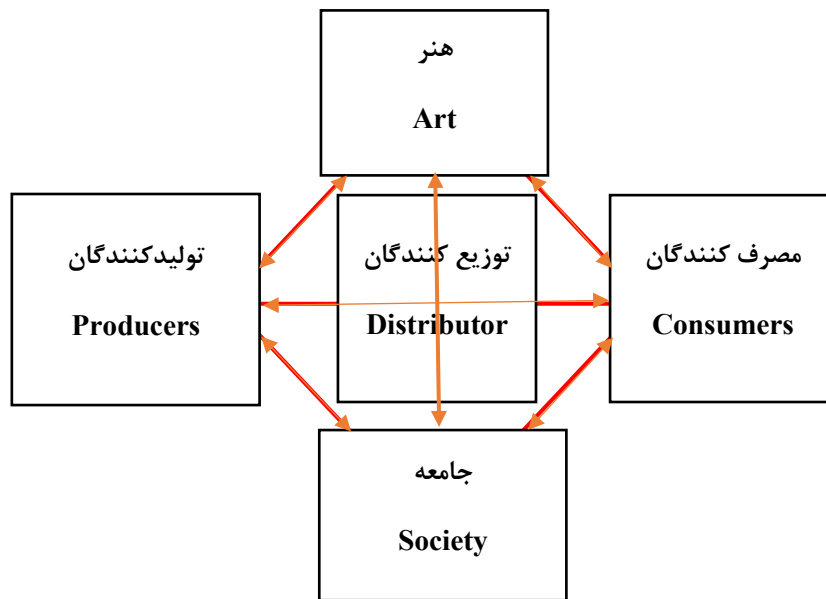 هنر
Art
تولیدکنندگان
Producers
توزیع کنندگان
Distributor
مصرف کنندگان
Consumers
جامعه
Society